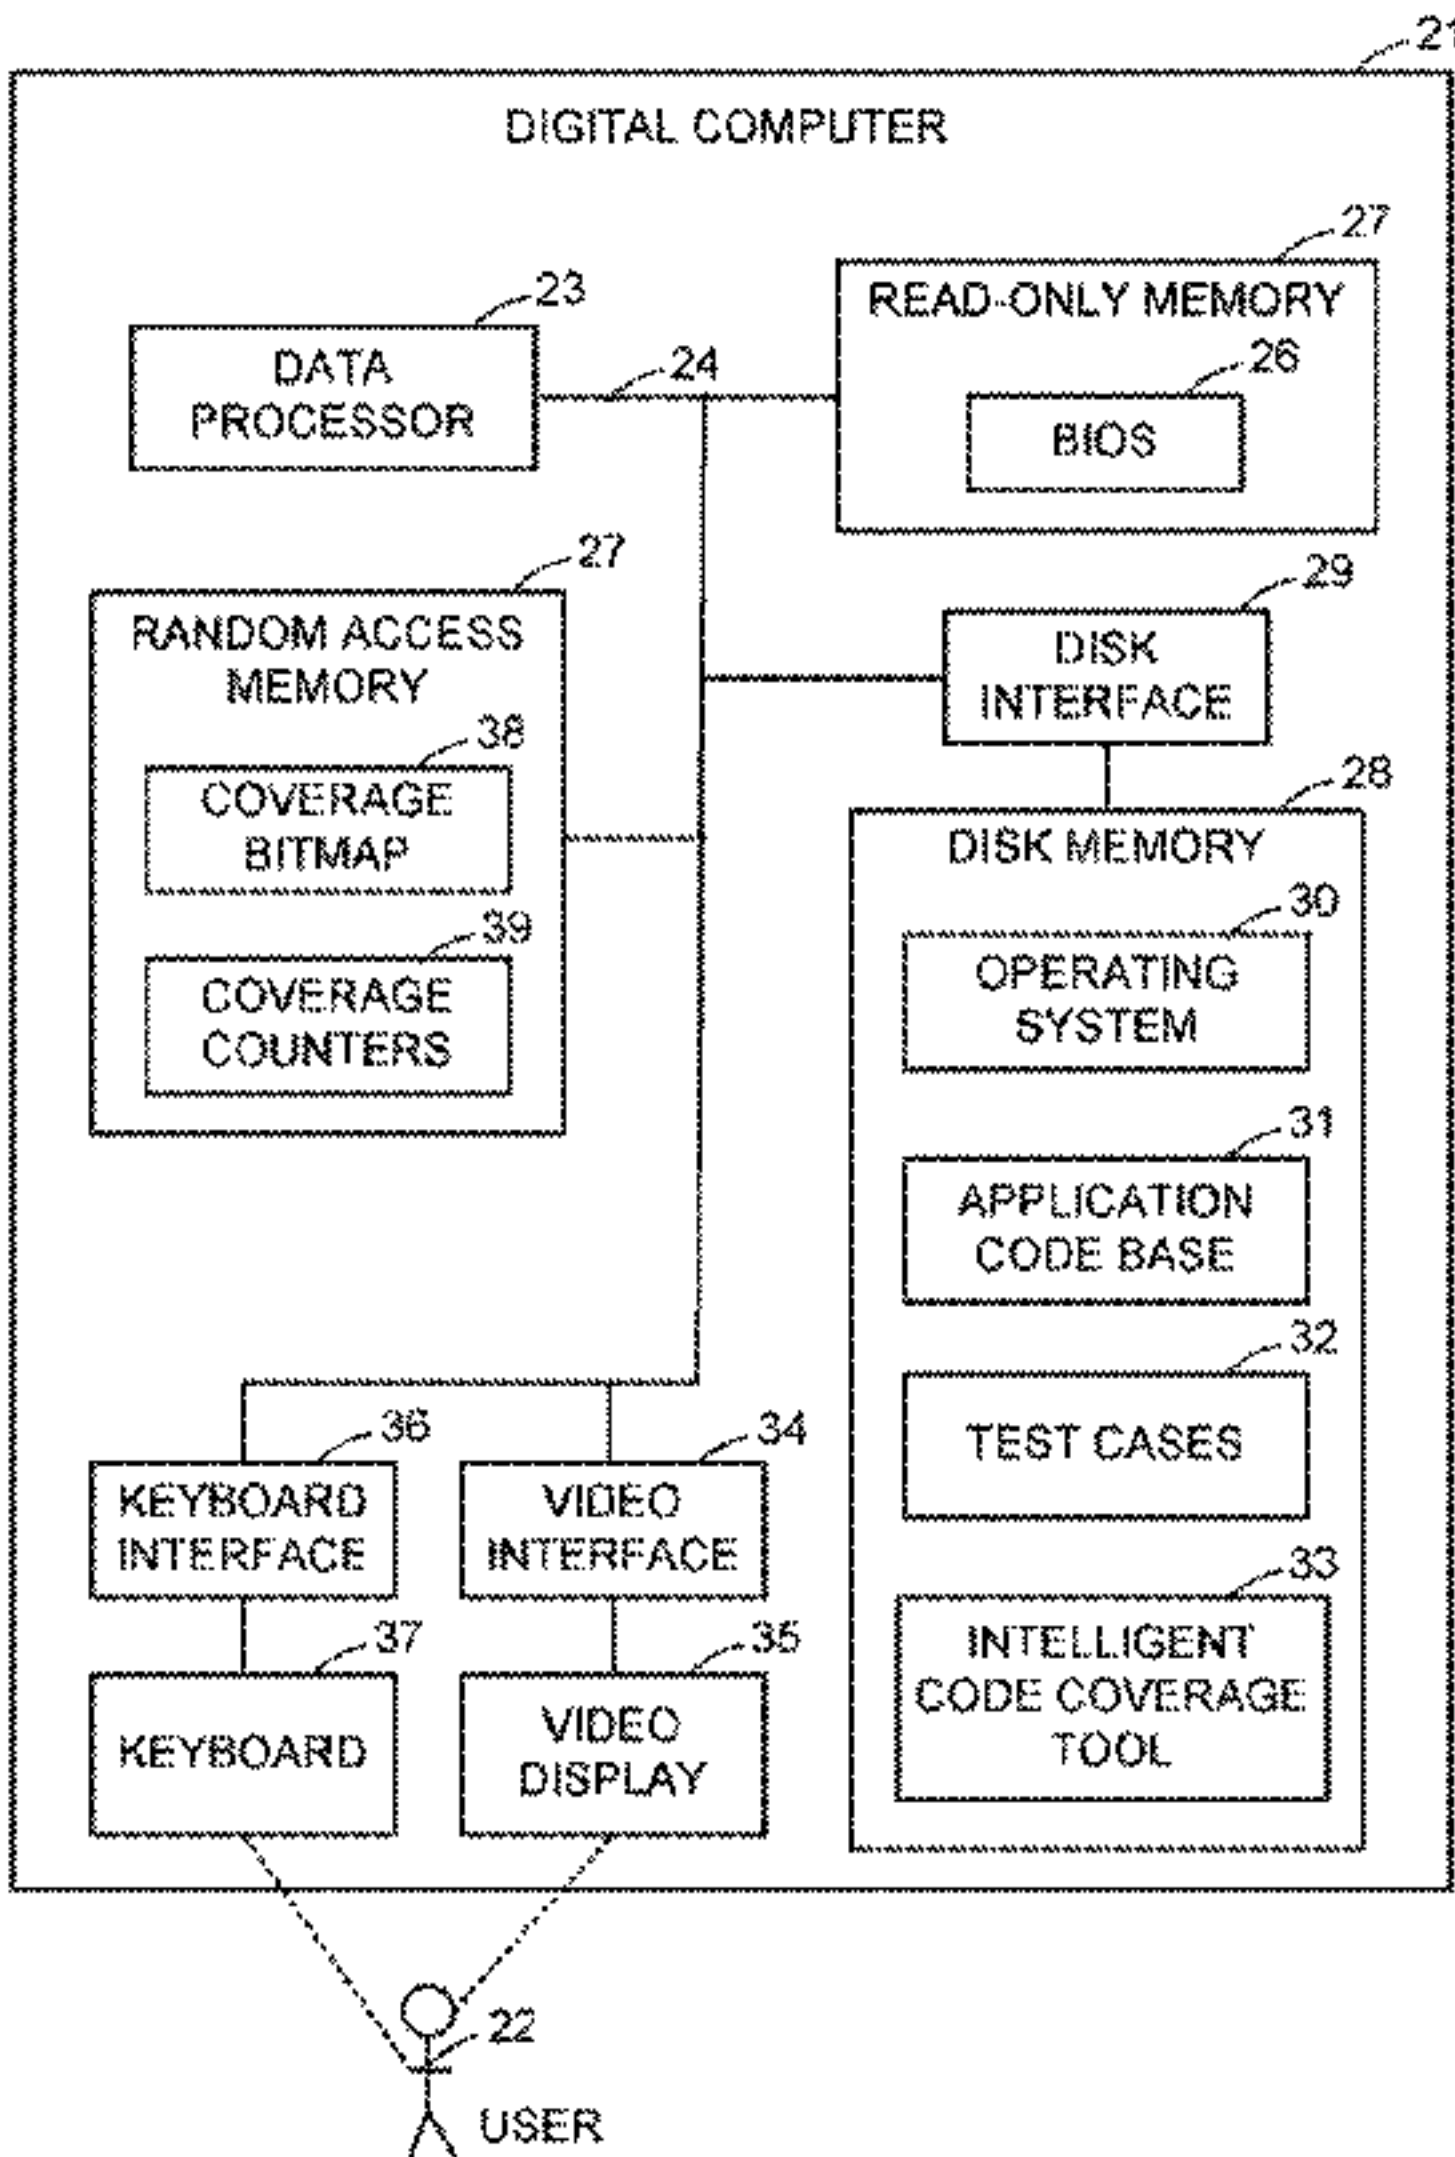 21
DIGITAL COMPUTER
27
READ-ONLY MEMORY
26
BIOS
23
DATA
PROCESSOR
24
27
RANDOM ACCESS
MEMORY
38
COVERAGE
BITMAP
39
COVERAGE
COUNTERS
29
DISK
INTERFACE
28
DISK MEMORY
30
OPERATING
SYSTEM
31
APPLICATION
CODE BASE
32
TEST CASES
33
INTELLIGENT
CODE COVERAGE
TOOL
36
KEYBOARD
INTERFACE
34
VIDEO
INTERFACE
37
KEYBOARD
35
VIDEO
DISPLAY
22
USER